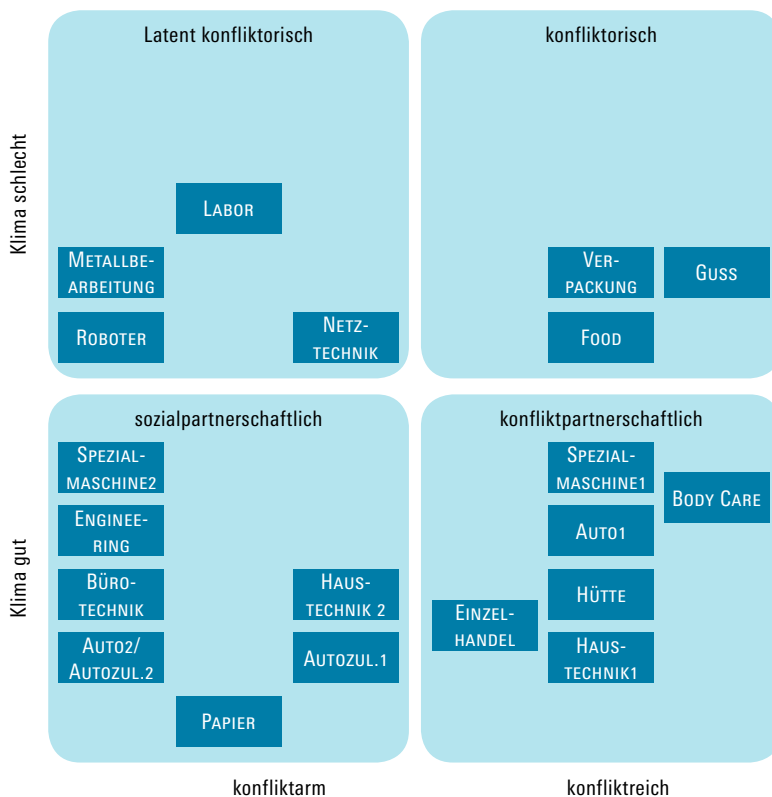 Latent konfliktorisch
konfliktorisch
Klima schlecht
LABOR
METALLBE-
ARBEITUNG
VER-
PACKUNG
GUSS
ROBOTER
NETZ-
TECHNIK
FOOD
sozialpartnerschaftlich
konfliktpartnerschaftlich
Klima gut
SPEZIAL-
MASCHINE2
SPEZIAL-
MASCHINE1
BODY CARE
ENGINEE-
RING
AUTO1
BÜRO-
TECHNIK
HAUS-
TECHNIK 2
HÜTTE
EINZEL-
HANDEL
AUTO2/
AUTOZUL.2
AUTOZUL.1
HAUS-
TECHNIK1
PAPIER
konfliktarm
konfliktreich